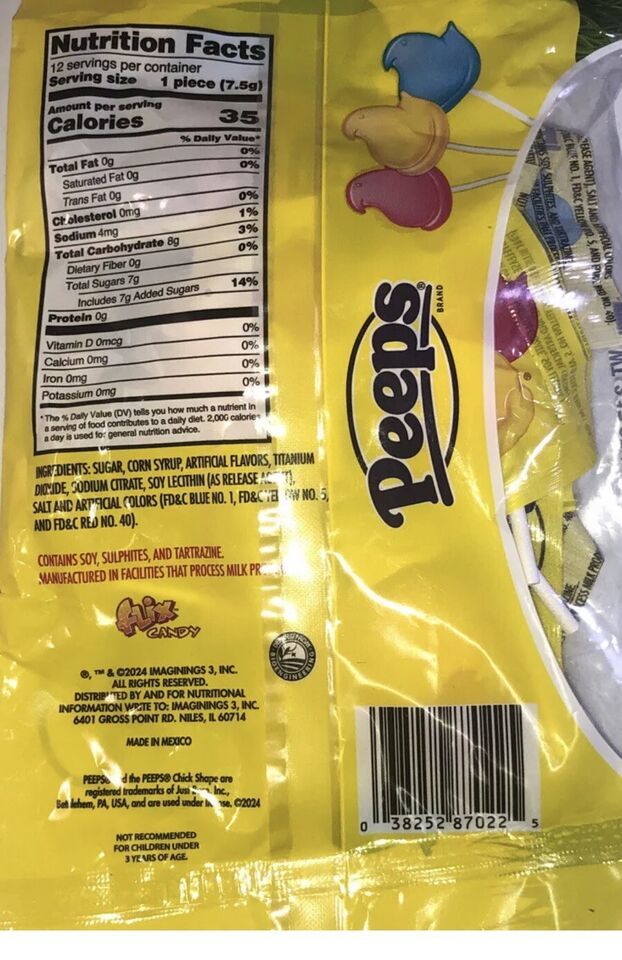 Nutrition Facts
12 servings per container
Serving size 1 piece (7.5g)
Amount per serving
Calories 35
% Daily Value*
Total Fat 0g 0%
Saturated Fat 0g 0%
Trans Fat 0g
Cholesterol 0mg 0%
Sodium 4mg 1%
Total Carbohydrate 8g 3%
Dietary Fiber 0g 0%
Total Sugars 7g
Includes 7g Added Sugars 14%
Protein 0g
Vitamin D 0mcg 0%
Calcium 0mg 0%
Iron 0mg 0%
Potassium 0mg 0%
*The % Daily Value (DV) tells you how much a nutrient in
a serving of food contributes to a daily diet. 2,000 calories
a day is used for general nutrition advice.
INGREDIENTS: SUGAR, CORN SYRUP, ARTIFICIAL FLAVORS, TITANIUM
DIOXIDE, SODIUM CITRATE, SOY LECITHIN (AS RELEASE AGENT),
SALT AND ARTIFICIAL COLORS (FD&C BLUE NO. 1, FD&C YELLOW NO. 5,
AND FD&C RED NO. 40).
CONTAINS SOY, SULPHITES, AND TARTRAZINE.
MANUFACTURED IN FACILITIES THAT PROCESS MILK
flix
CANDY
®, ™ & ©2024 IMAGININGS 3, INC.
ALL RIGHTS RESERVED.
DISTRIBUTED BY AND FOR NUTRITIONAL
INFORMATION WRITE TO: IMAGININGS 3, INC.
6401 GROSS POINT RD. NILES, IL 60714
MADE IN MEXICO
PEEPS® and the PEEPS® Chick Shape are
registered trademarks of Just Inc.,
Bethlehem, PA, USA, and are used under license. ©2024
NOT RECOMMENDED
FOR CHILDREN UNDER
3 YEARS OF AGE.
BIOENGINEERED
Peeps®
BRAND
0 38252 87022 5